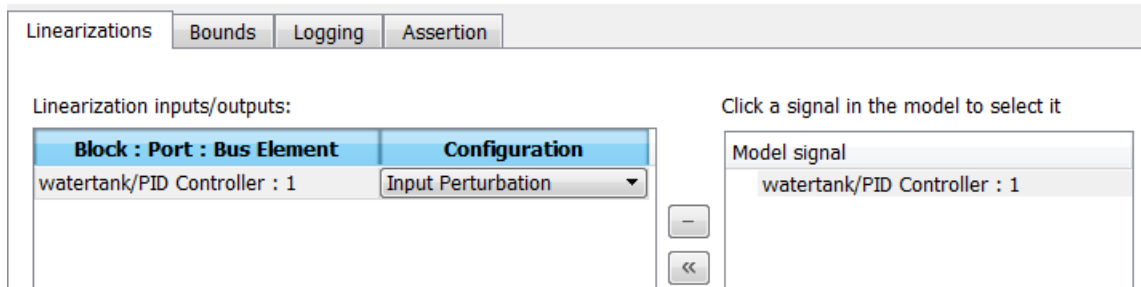 Linearizations Bounds Logging Assertion
Linearization inputs/outputs: Click a signal in the model to select it
Block : Port : Bus Element Configuration Model signal
watertank/PID Controller : 1 Input Perturbation watertank/PID Controller : 1
−
«